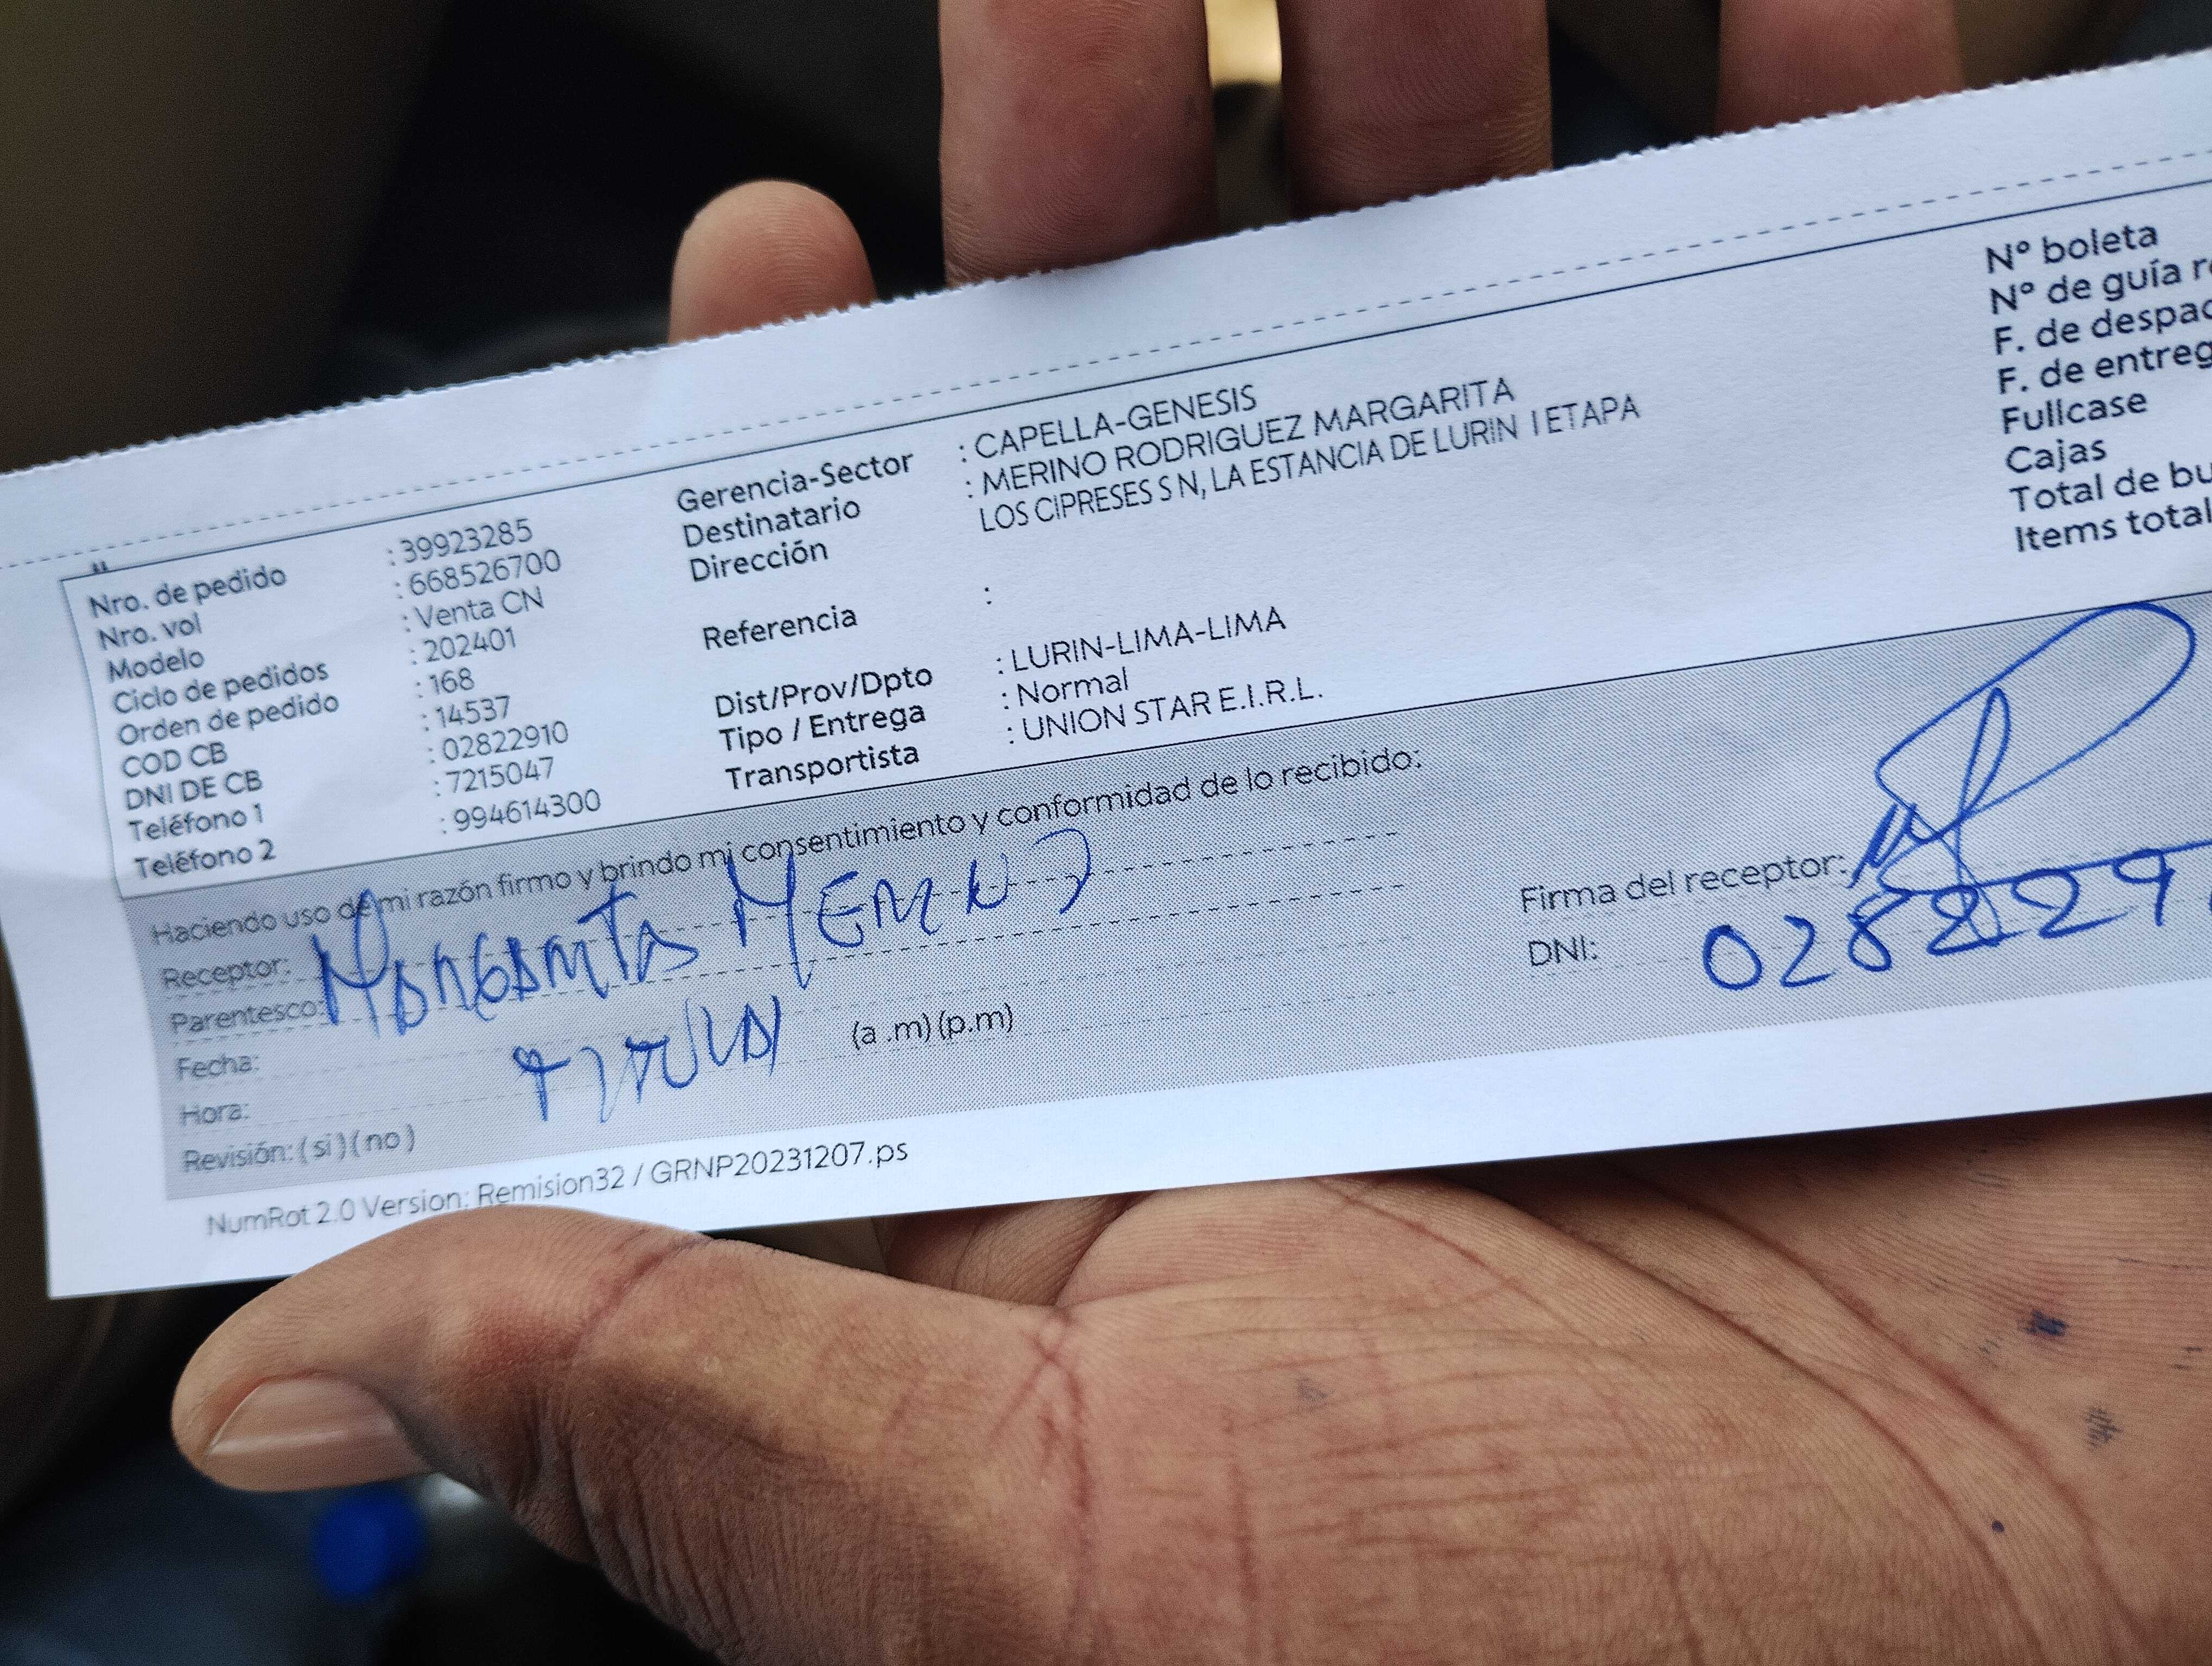 Nro. de pedido : 39923285
Nro. vol : 668526700
Modelo : Venta CN
Ciclo de pedidos : 202401
Orden de pedido : 168
COD CB : 14537
DNI DE CB : 02822910
Teléfono 1 : 7215047
Teléfono 2 : 994614300
Gerencia-Sector : CAPELLA-GENESIS
Destinatario : MERINO RODRIGUEZ MARGARITA
Dirección LOS CIPRESES S N, LA ESTANCIA DE LURIN I ETAPA
Referencia :
Dist/Prov/Dpto : LURIN-LIMA-LIMA
Tipo / Entrega : Normal
Transportista : UNION STAR E.I.R.L.
Nº boleta
Nº de guía
F. de
F. de
Fullcase
Cajas
Total de
Items total
Haciendo uso de mi razón firmo y brindo mi consentimiento y conformidad de lo recibido:
Receptor: Margarita Merino
Parentesco:
Fecha:
Hora: (a .m) (p.m)
Revisión: ( si ) ( no )
Firma del receptor:
DNI: 028229
NumRot 2.0 Version: Remision32 / GRNP20231207.ps